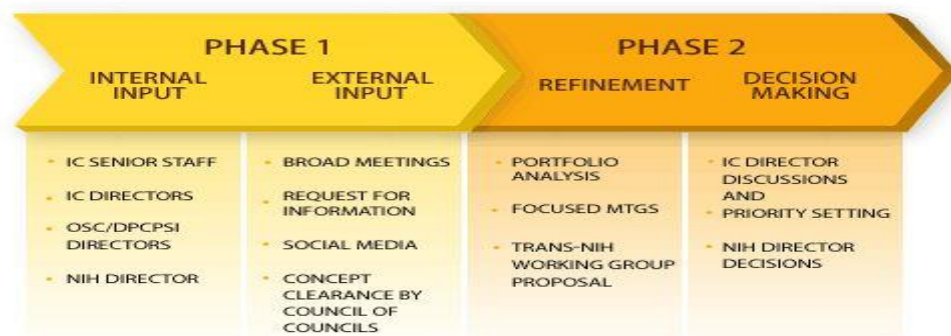 PHASE 1
INTERNAL
INPUT
EXTERNAL
INPUT
PHASE 2
REFINEMENT
DECISION
MAKING
• IC SENIOR STAFF
• IC DIRECTORS
• OSC/DPCPSI
DIRECTORS
• NIH DIRECTOR
• BROAD MEETINGS
• REQUEST FOR
INFORMATION
• SOCIAL MEDIA
• CONCEPT
CLEARANCE BY
COUNCIL OF
COUNCILS
• PORTFOLIO
ANALYSIS
• FOCUSED MTGS
• TRANS-NIH
WORKING GROUP
PROPOSAL
• IC DIRECTOR
DISCUSSIONS
AND
• PRIORITY SETTING
• NIH DIRECTOR
DECISIONS